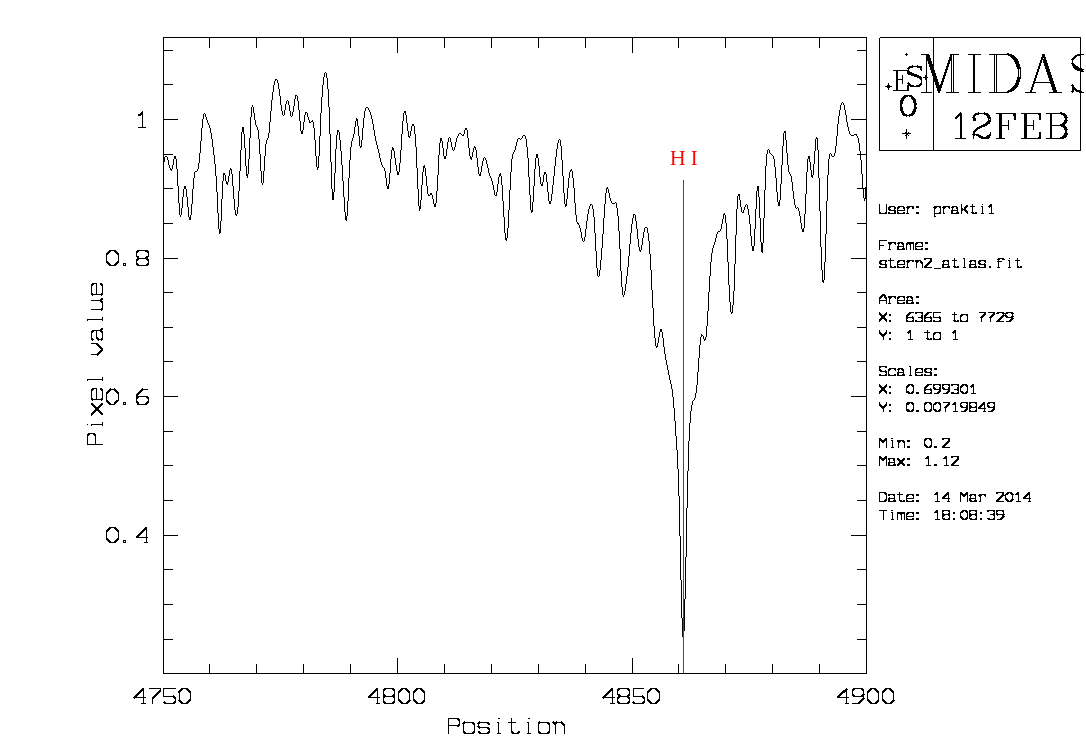 H I
1
0.8
0.6
0.4
Pixel value
4750 4800 4850 4900
Position
ESO
MIDAS
12FEB
User: prakti1
Frame:
stern2_atlas.fit
Area:
X: 6365 to 7729
Y: 1 to 1
Scales:
X: 0.699301
Y: 0.00719849
Min: 0.2
Max: 1.12
Date: 14 Mar 2014
Time: 18:08:39